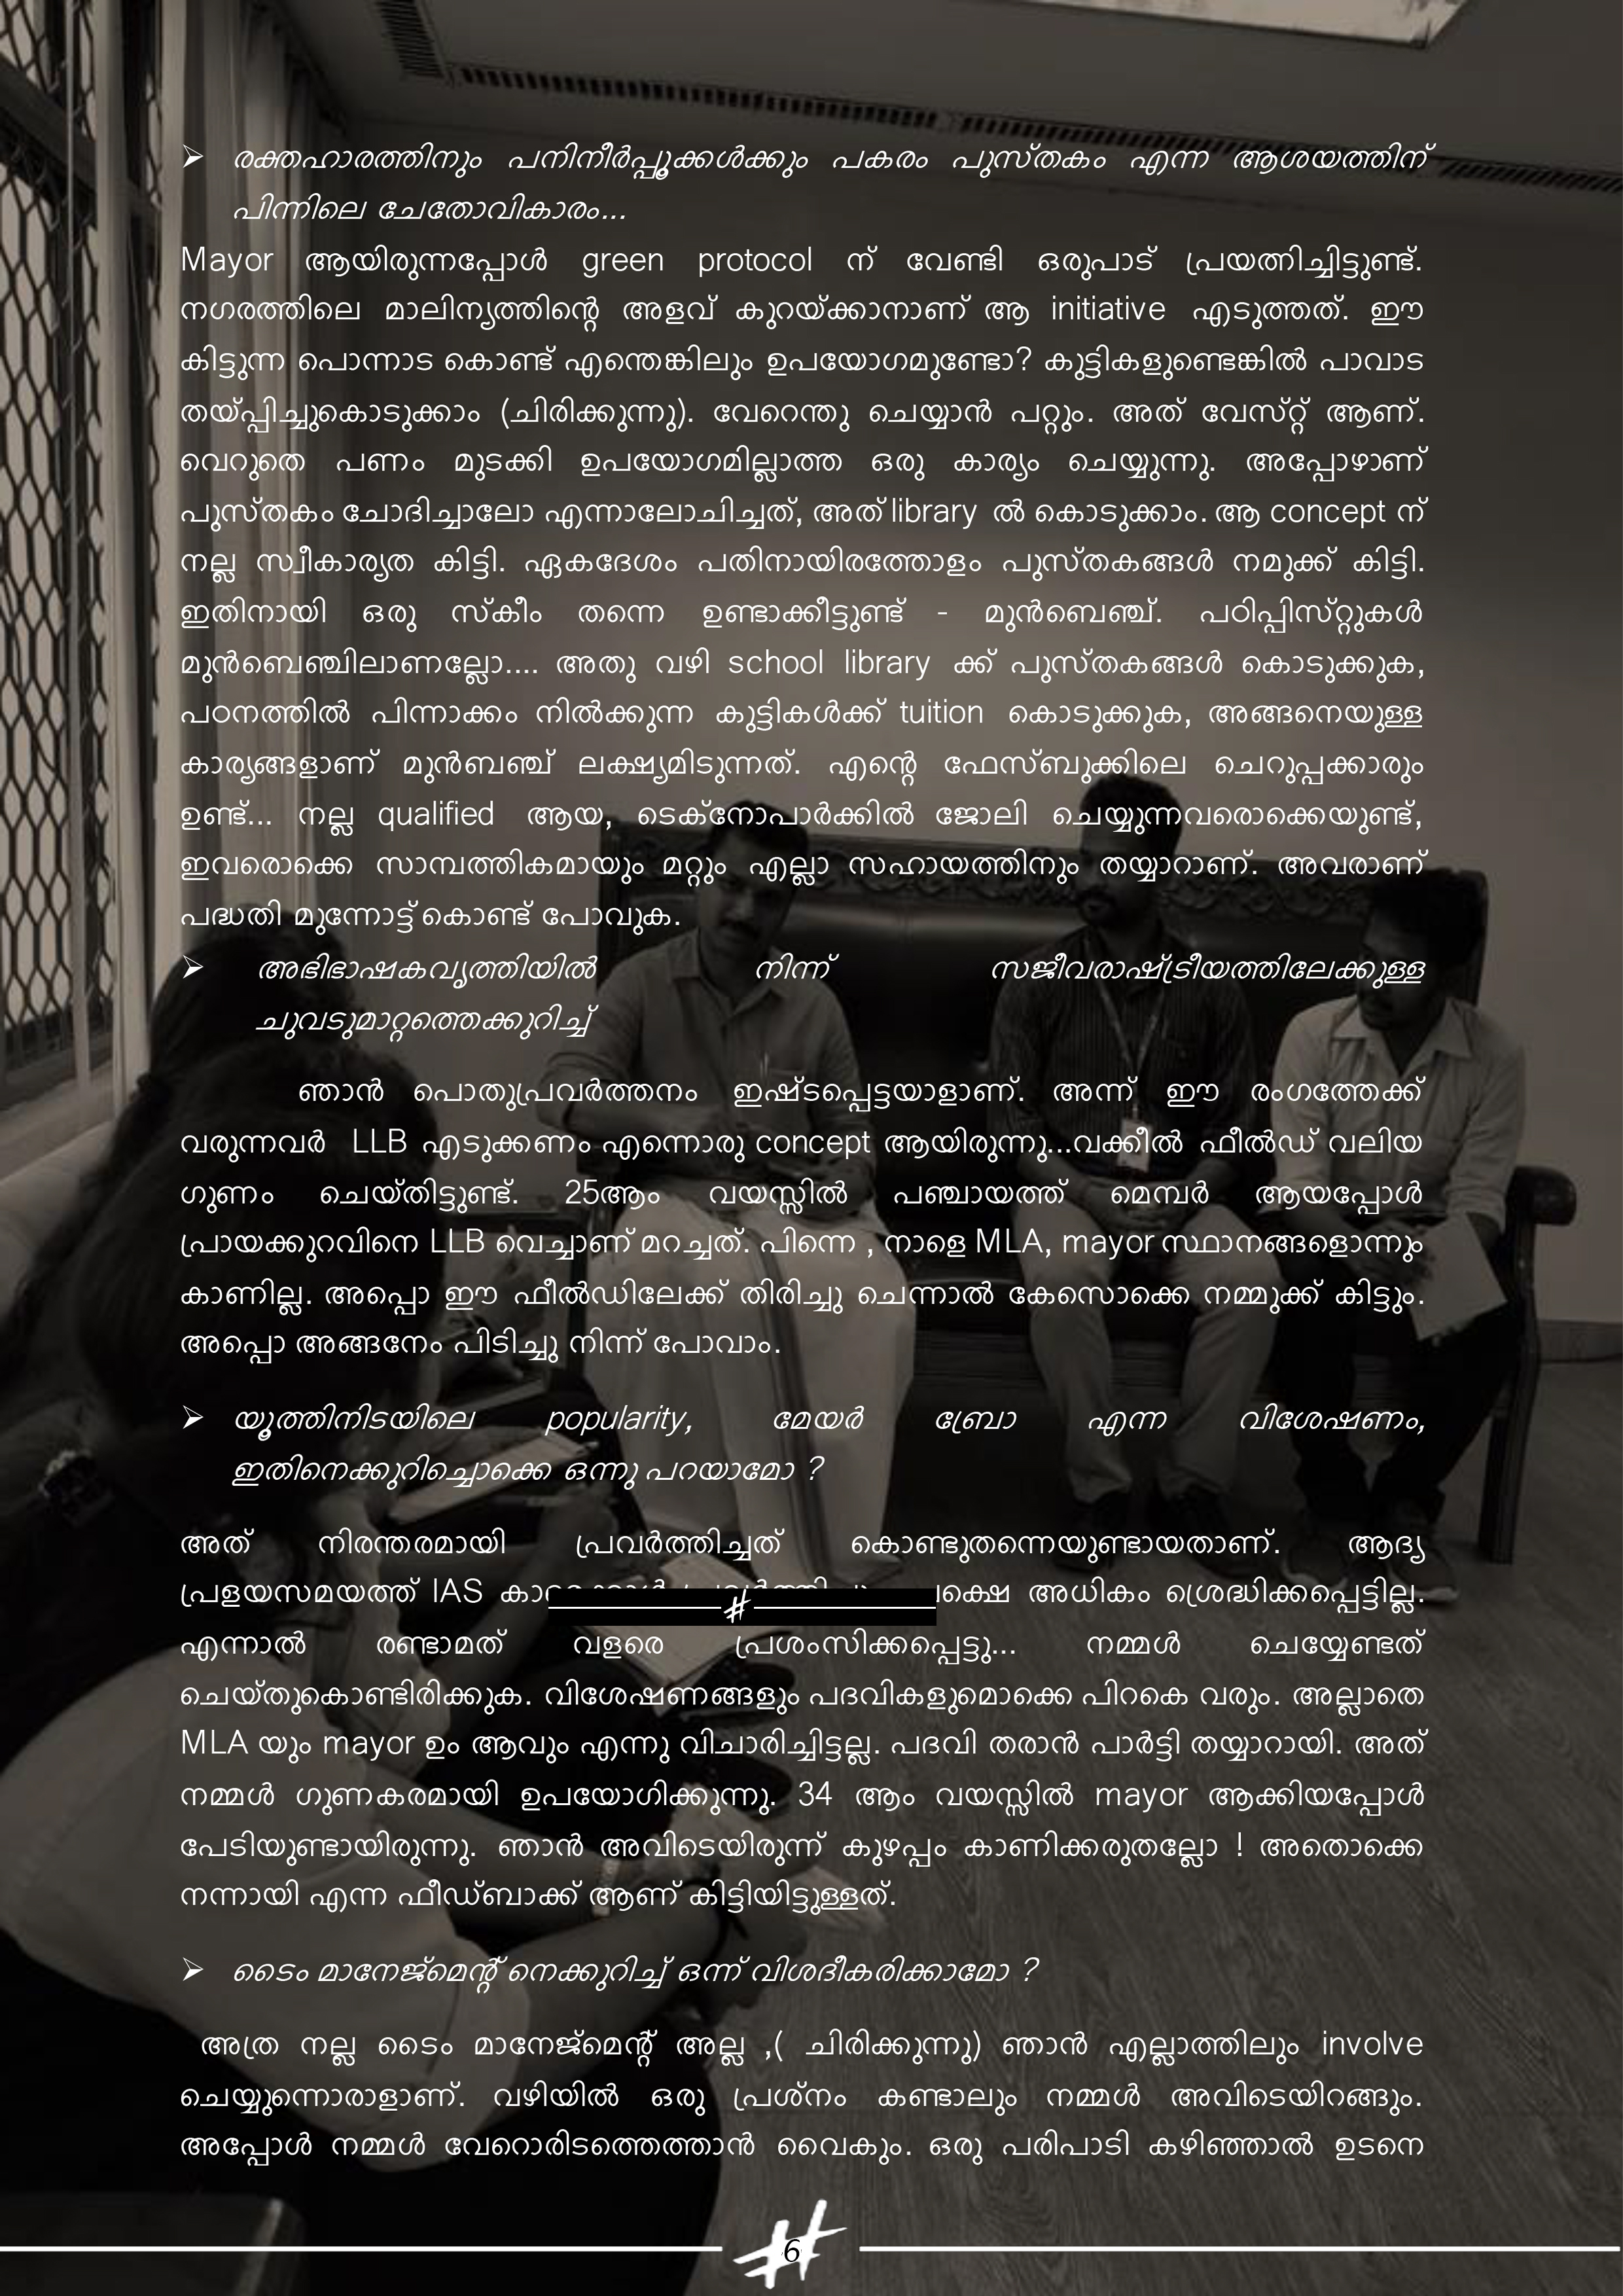 ➢ രക്തഹാരത്തിനും പനിനീർപ്പൂക്കൾക്കും പകരം പുസ്തകം എന്ന ആശയത്തിന്
പിന്നിലെ ചേതോവികാരം...
Mayor ആയിരുന്നപ്പോൾ green protocol ന് വേണ്ടി ഒരുപാട് പ്രയത്നിച്ചിട്ടുണ്ട്.
നഗരത്തിലെ മാലിന്യത്തിന്റെ അളവ് കുറയ്ക്കാനാണ് ആ initiative എടുത്തത്. ഈ
കിട്ടുന്ന പൊന്നാട കൊണ്ട് എന്തെങ്കിലും ഉപയോഗമുണ്ടോ? കുട്ടികളുണ്ടെങ്കിൽ പാവാട
തയ്പ്പിച്ചുകൊടുക്കാം (ചിരിക്കുന്നു). വേറെന്തു ചെയ്യാൻ പറ്റും. അത് വേസ്റ്റ് ആണ്.
വെറുതെ പണം മുടക്കി ഉപയോഗമില്ലാത്ത ഒരു കാര്യം ചെയ്യുന്നു. അപ്പോഴാണ്
പുസ്തകം ചോദിച്ചാലോ എന്നാലോചിച്ചത്, അത് library ൽ കൊടുക്കാം. ആ concept ന്
നല്ല സ്വീകാര്യത കിട്ടി. ഏകദേശം പതിനായിരത്തോളം പുസ്തകങ്ങൾ നമുക്ക് കിട്ടി.
ഇതിനായി ഒരു സ്കീം തന്നെ ഉണ്ടാക്കീട്ടുണ്ട് - മുൻബെഞ്ച്. പഠിപ്പിസ്റ്റുകൾ
മുൻബെഞ്ചിലാണല്ലോ.... അതു വഴി school library ക്ക് പുസ്തകങ്ങൾ കൊടുക്കുക,
പഠനത്തിൽ പിന്നാക്കം നിൽക്കുന്ന കുട്ടികൾക്ക് tuition കൊടുക്കുക, അങ്ങനെയുള്ള
കാര്യങ്ങളാണ് മുൻബഞ്ച് ലക്ഷ്യമിടുന്നത്. എന്റെ ഫേസ്ബുക്കിലെ ചെറുപ്പക്കാരും
ഉണ്ട്... നല്ല qualified ആയ, ടെക്നോപാർക്കിൽ ജോലി ചെയ്യുന്നവരൊക്കെയുണ്ട്,
ഇവരൊക്കെ സാമ്പത്തികമായും മറ്റും എല്ലാ സഹായത്തിനും തയ്യാറാണ്. അവരാണ്
പദ്ധതി മുന്നോട്ട് കൊണ്ട് പോവുക.
➢ അഭിഭാഷകവൃത്തിയിൽ നിന്ന് സജീവരാഷ്ട്രീയത്തിലേക്കുള്ള
ചുവടുമാറ്റത്തെക്കുറിച്ച്
ഞാൻ പൊതുപ്രവർത്തനം ഇഷ്ടപ്പെട്ടയാളാണ്. അന്ന് ഈ രംഗത്തേക്ക്
വരുന്നവർ LLB എടുക്കണം എന്നൊരു concept ആയിരുന്നു...വക്കീൽ ഫീൽഡ് വലിയ
ഗുണം ചെയ്തിട്ടുണ്ട്. 25ആം വയസ്സിൽ പഞ്ചായത്ത് മെമ്പർ ആയപ്പോൾ
പ്രായക്കുറവിനെ LLB വെച്ചാണ് മറച്ചത്. പിന്നെ , നാളെ MLA, mayor സ്ഥാനങ്ങളൊന്നും
കാണില്ല. അപ്പൊ ഈ ഫീൽഡിലേക്ക് തിരിച്ചു ചെന്നാൽ കേസൊക്കെ നമ്മുക്ക് കിട്ടും.
അപ്പൊ അങ്ങനേം പിടിച്ചു നിന്ന് പോവാം.
➢ യൂത്തിനിടയിലെ popularity, മേയർ ബ്രോ എന്ന വിശേഷണം,
ഇതിനെക്കുറിച്ചൊക്കെ ഒന്നു പറയാമോ ?
അത് നിരന്തരമായി പ്രവർത്തിച്ചത് കൊണ്ടുതന്നെയുണ്ടായതാണ്. ആദ്യ
പ്രളയസമയത്ത് IAS അധികം ശ്രെദ്ധിക്കപ്പെട്ടില്ല.
എന്നാൽ രണ്ടാമത് വളരെ പ്രശംസിക്കപ്പെട്ടു... നമ്മൾ ചെയ്യേണ്ടത്
ചെയ്തുകൊണ്ടിരിക്കുക. വിശേഷണങ്ങളും പദവികളുമൊക്കെ പിറകെ വരും. അല്ലാതെ
MLA യും mayor ഉം ആവും എന്നു വിചാരിച്ചിട്ടല്ല. പദവി തരാൻ പാർട്ടി തയ്യാറായി. അത്
നമ്മൾ ഗുണകരമായി ഉപയോഗിക്കുന്നു. 34 ആം വയസ്സിൽ mayor ആക്കിയപ്പോൾ
പേടിയുണ്ടായിരുന്നു. ഞാൻ അവിടെയിരുന്ന് കുഴപ്പം കാണിക്കരുതല്ലോ ! അതൊക്കെ
നന്നായി എന്ന ഫീഡ്ബാക്ക് ആണ് കിട്ടിയിട്ടുള്ളത്.
➢ ടൈം മാനേജ്മെന്റ് നെക്കുറിച്ച് ഒന്ന് വിശദീകരിക്കാമോ ?
അത്ര നല്ല ടൈം മാനേജ്മെന്റ് അല്ല ,( ചിരിക്കുന്നു) ഞാൻ എല്ലാത്തിലും involve
ചെയ്യുന്നൊരാളാണ്. വഴിയിൽ ഒരു പ്രശ്നം കണ്ടാലും നമ്മൾ അവിടെയിറങ്ങും.
അപ്പോൾ നമ്മൾ വേറൊരിടത്തെത്താൻ വൈകും. ഒരു പരിപാടി കഴിഞ്ഞാൽ ഉടനെ
6